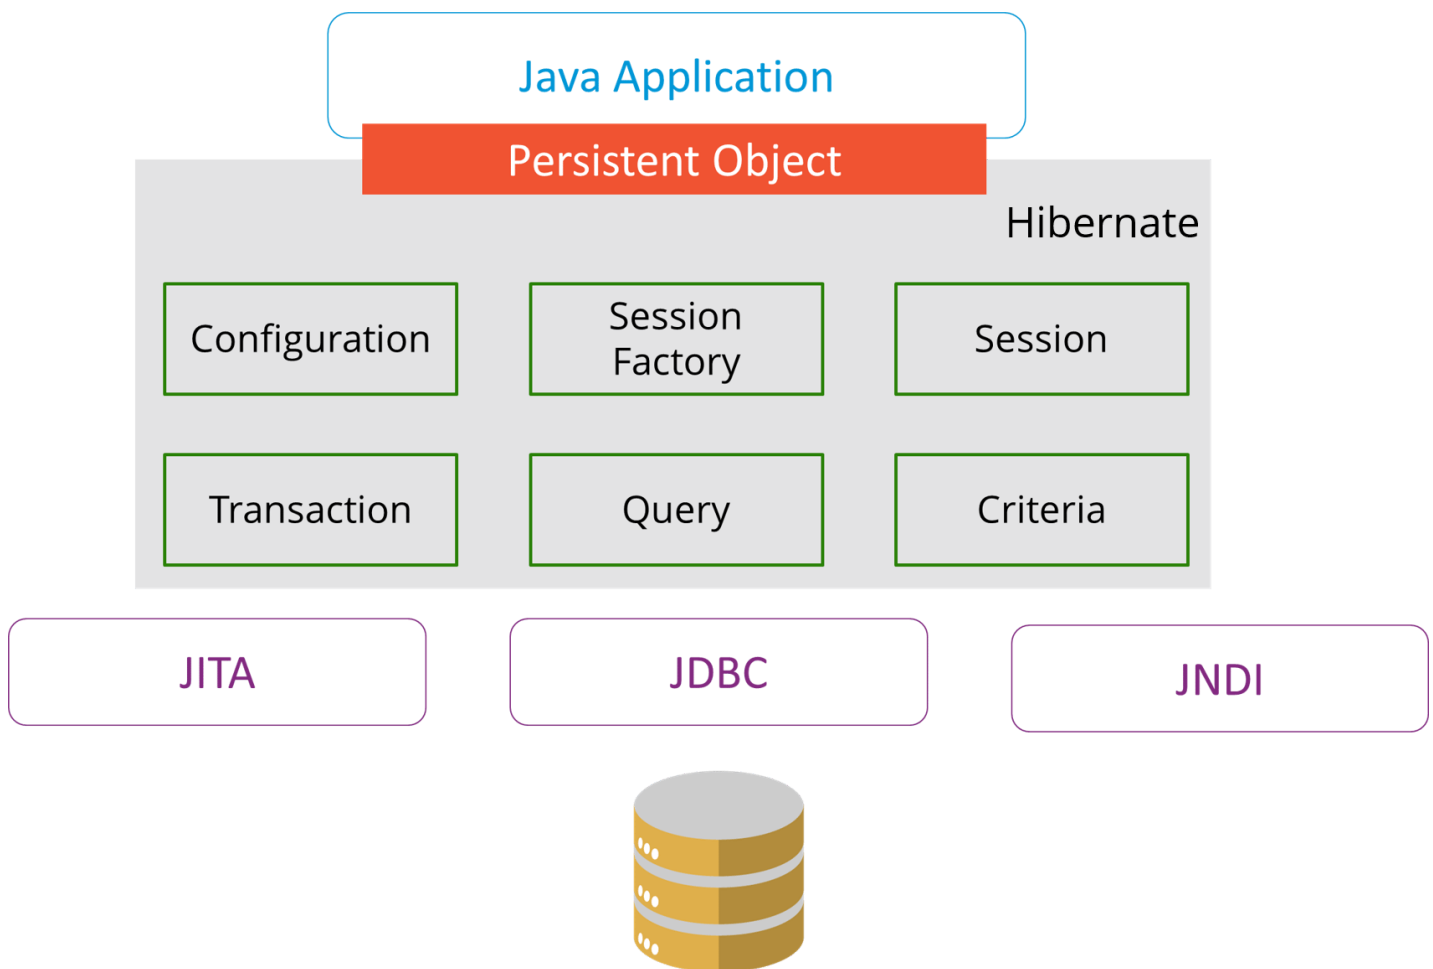 Java Application
Persistent Object
Hibernate
Configuration
Session
Factory
Session
Transaction
Query
Criteria
JITA
JDBC
JNDI